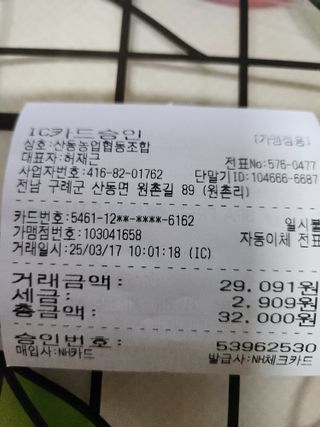 IC카드승인 [가맹점용]
상호:산동농업협동조합
대표자:허재근 전표No:576-0477
사업자번호:416-82-01762 단말기ID:104666-6687
전남 구례군 산동면 원촌길 89 (원촌리)
카드번호:5461-12**-****-6162 일시불
가맹점번호:103041658 자동이체 전표
거래일시:25/03/17 10:01:18 (IC)
거래금액: 29.091원
세금: 2.909원
총금액: 32.000원
승인번호: 53962530
매입사:NH카드 발급사:NH체크카드